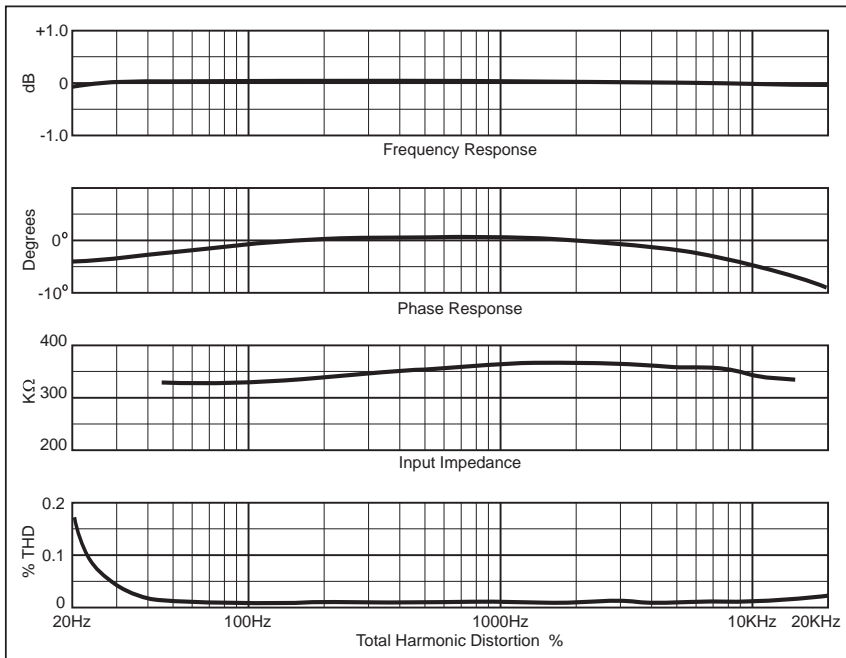 +1.0
dB
0
-1.0
Frequency Response
Degrees
0°
-10°
Phase Response
400
KΩ
300
200
Input Impedance
0.2
% THD
0.1
0
20Hz 100Hz 1000Hz 10KHz 20KHz
Total Harmonic Distortion %